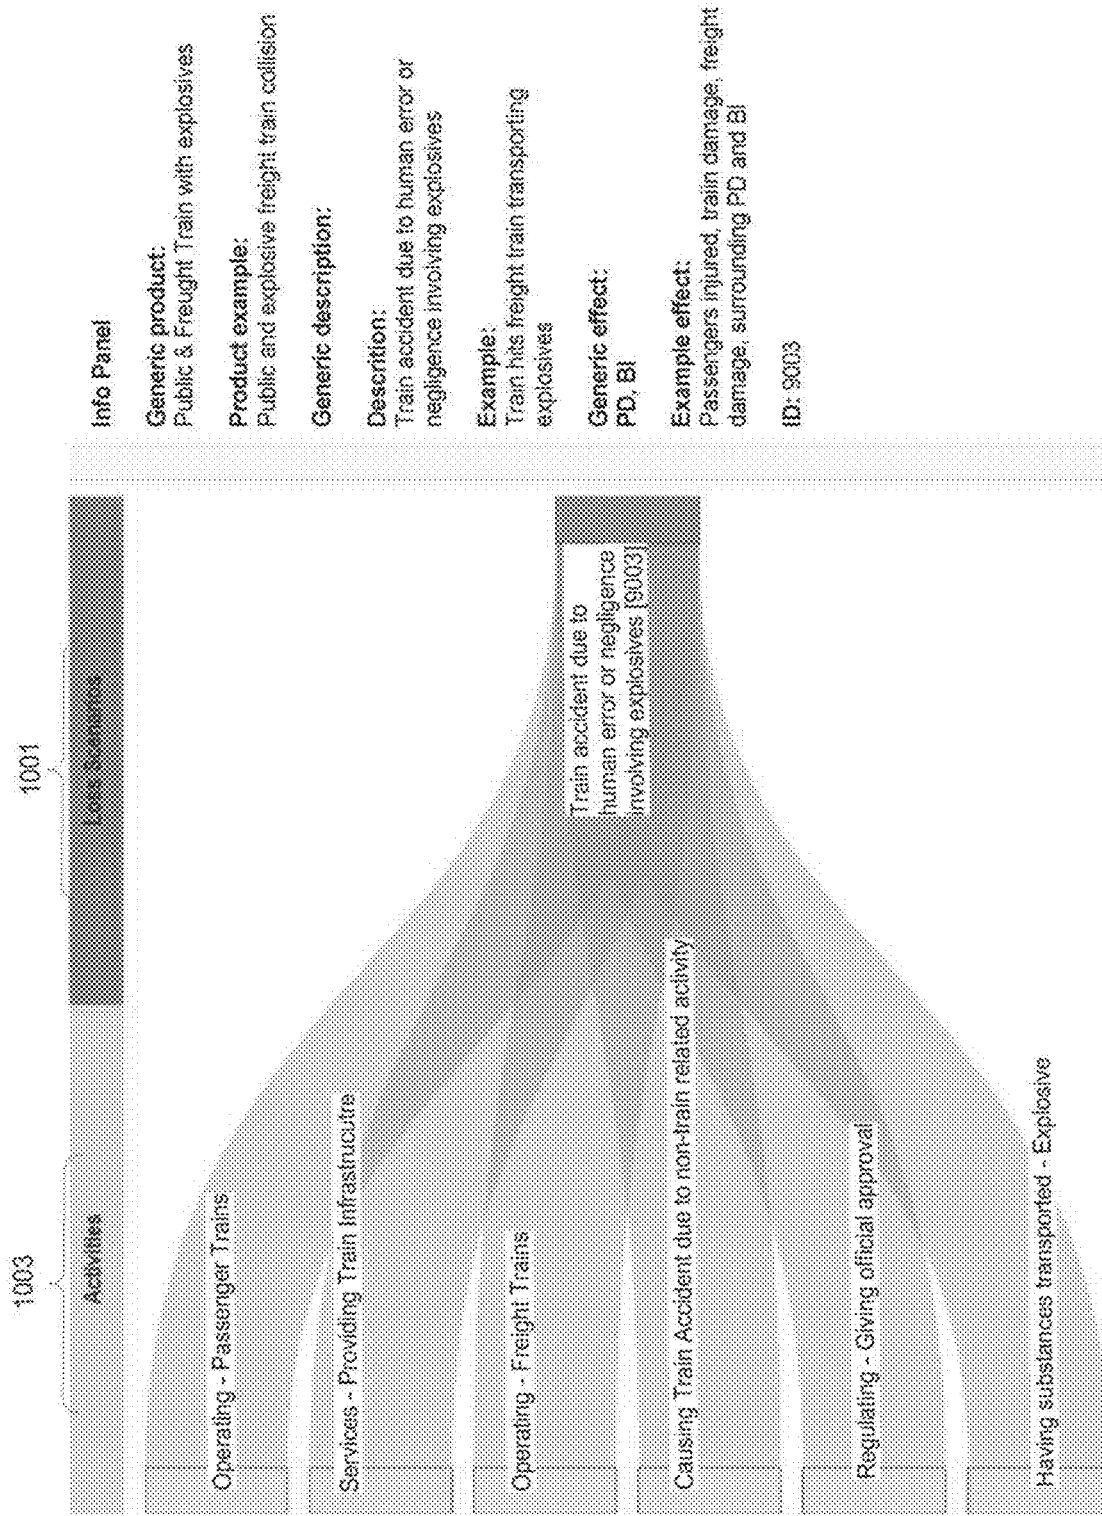 1003
1001
Activities
Loss Scenarios
Operating - Passenger Trains
Services - Providing Train Infrastrucutre
Operating - Freight Trains
Causing Train Accident due to non-train related activity
Regulating - Giving official approval
Having substances transported - Explosive
Train accident due to
human error or negligence
involving explosives [9003]
Info Panel
Generic product:
Public & Freught Train with explosives
Product example:
Public and explosive freight train collision
Generic description:
Descrition:
Train accident due to human error or
negligence involving explosives
Example:
Train hits freight train transporting
explosives
Generic effect:
PD, BI
Example effect:
Passengers injured, train damage, freight
damage, surrounding PD and BI
ID: 9003